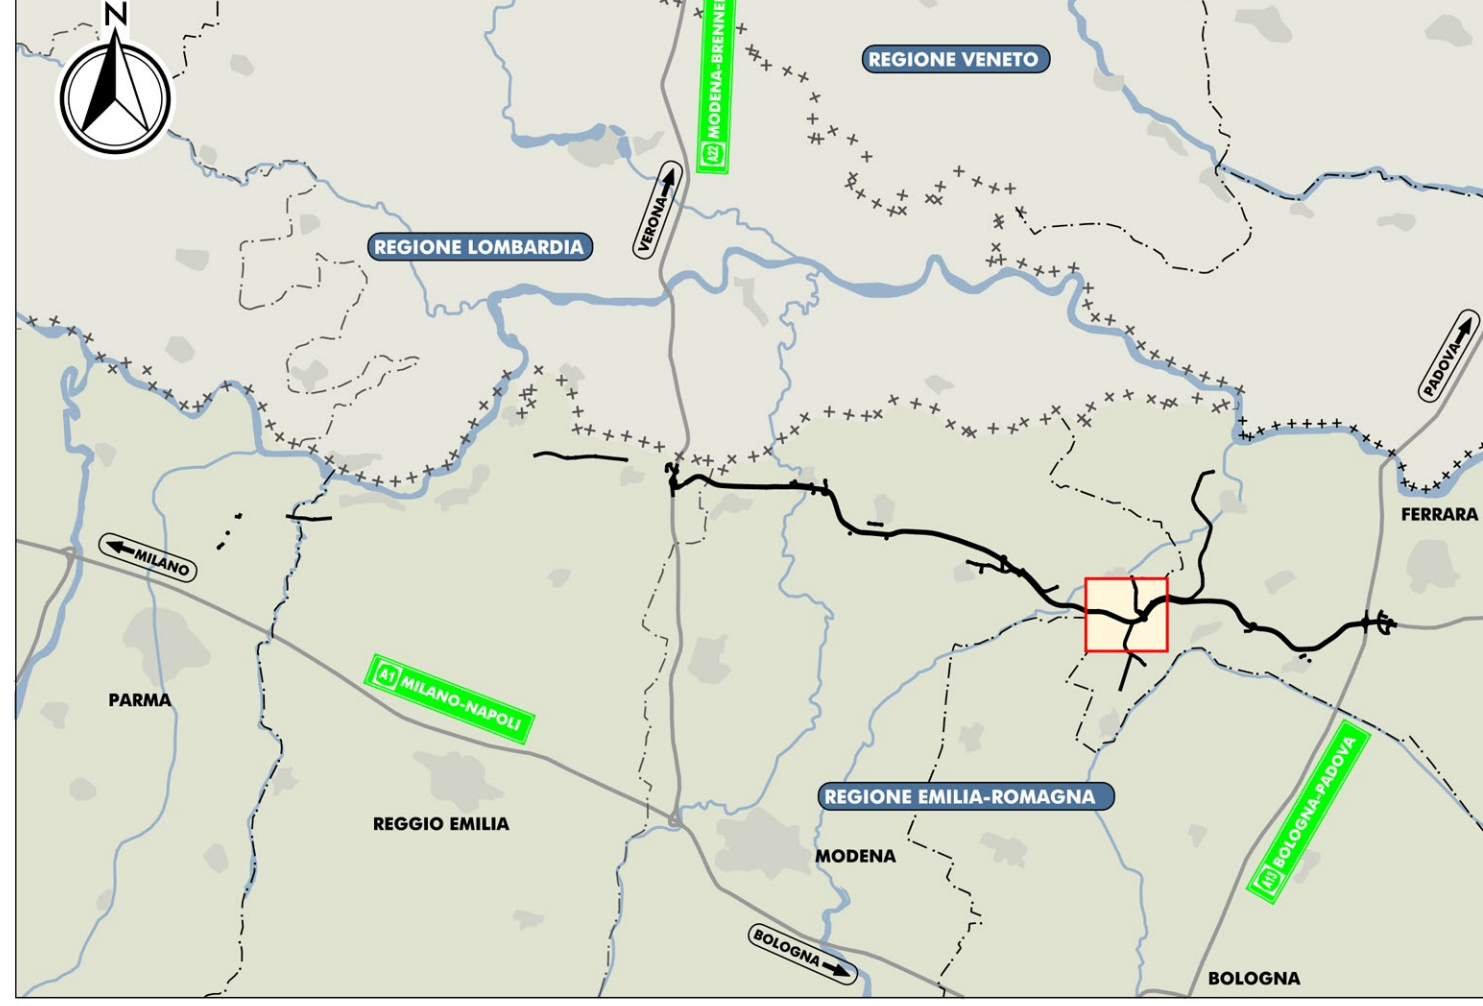 N
REGIONE VENETO
A22 MODENA-BRENNE
VERONA
REGIONE LOMBARDIA
PADOVA
FERRARA
MILANO
A1 MILANO-NAPOLI
PARMA
REGIONE EMILIA-ROMAGNA
A13 BOLOGNA-PADOVA
REGGIO EMILIA
MODENA
BOLOGNA
BOLOGNA